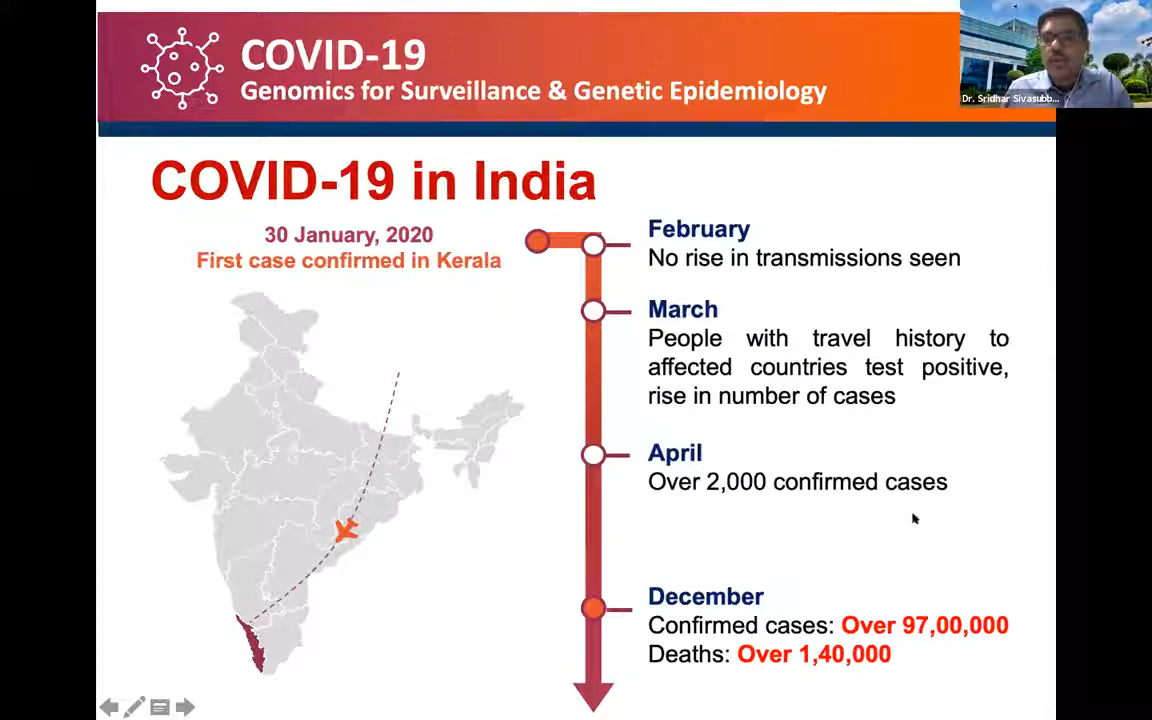 COVID-19
Genomics for Surveillance & Genetic Epidemiology
Dr. Sridhar Sivasubb...
COVID-19 in India
30 January, 2020
First case confirmed in Kerala
February
No rise in transmissions seen
March
People with travel history to
affected countries test positive,
rise in number of cases
April
Over 2,000 confirmed cases
December
Confirmed cases: Over 97,00,000
Deaths: Over 1,40,000